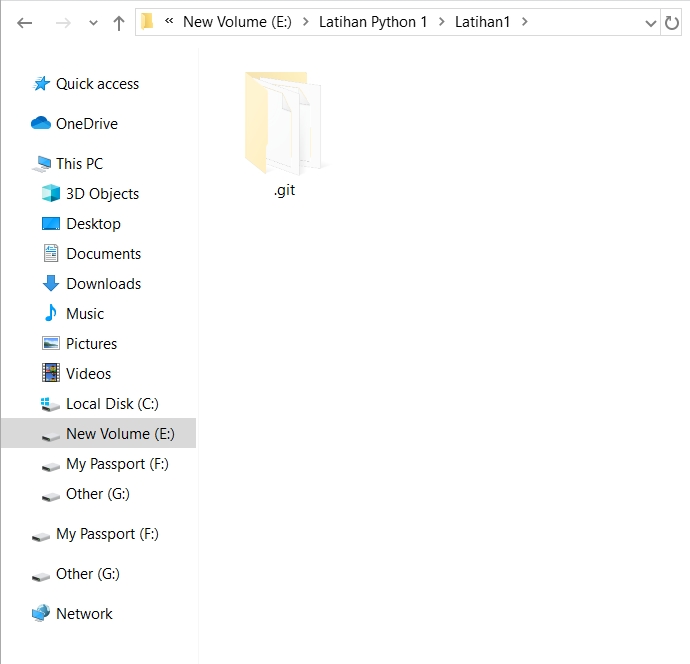 « New Volume (E:) > Latihan Python 1 > Latihan1 >
.git
Quick access
OneDrive
This PC
3D Objects
Desktop
Documents
Downloads
Music
Pictures
Videos
Local Disk (C:)
New Volume (E:)
My Passport (F:)
Other (G:)
My Passport (F:)
Other (G:)
Network